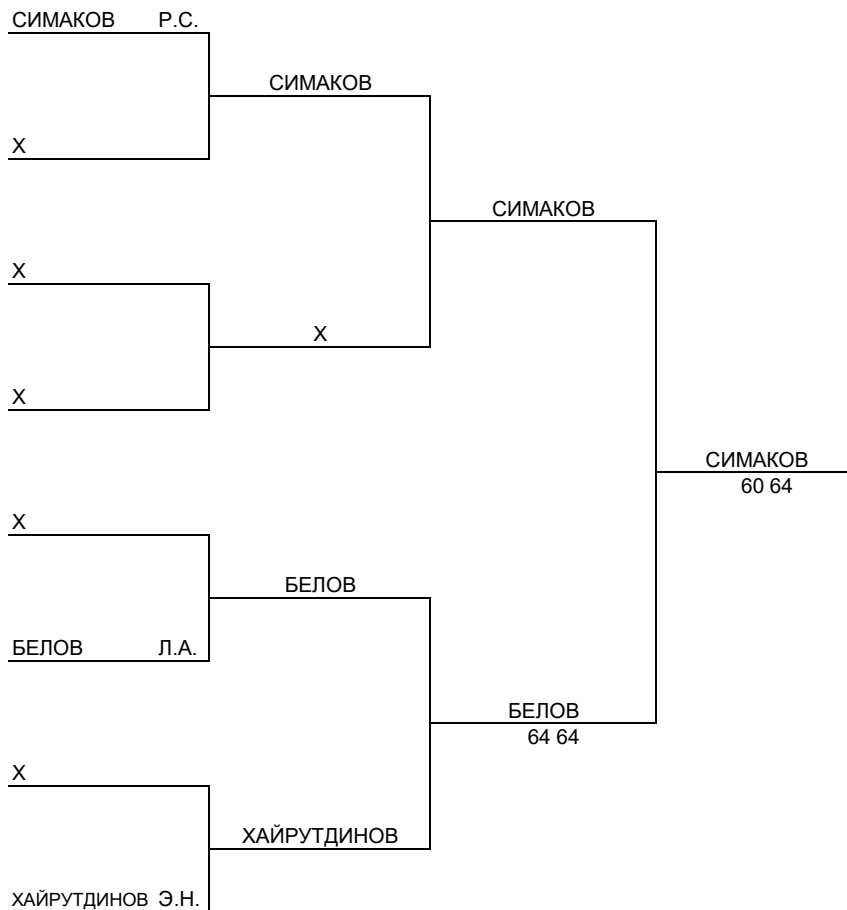 СИМАКОВ Р.С.
СИМАКОВ
Х
СИМАКОВ
Х
Х
Х
СИМАКОВ
60 64
Х
БЕЛОВ
БЕЛОВ Л.А.
БЕЛОВ
64 64
Х
ХАЙРУТДИНОВ
ХАЙРУТДИНОВ Э.Н.